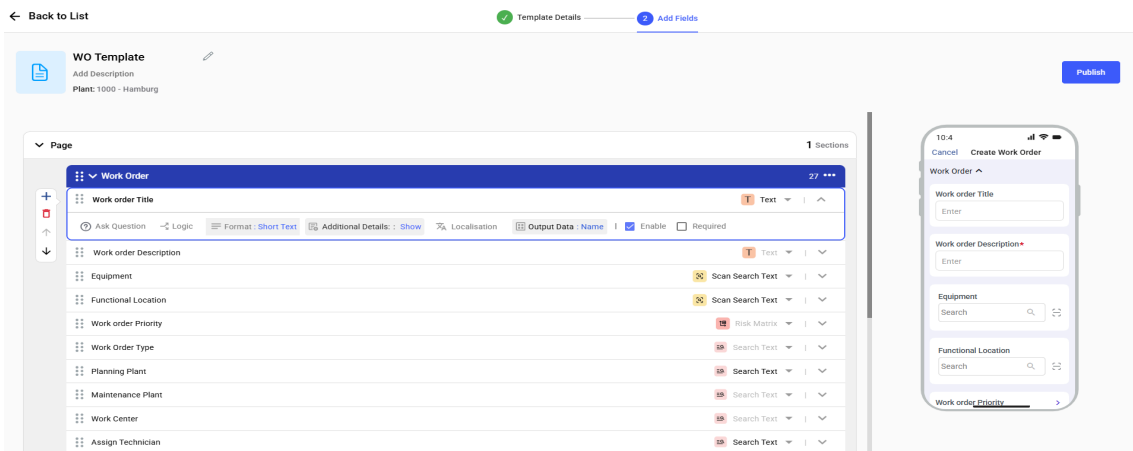 Back to List
Template Details
2 Add Fields
WO Template
Add Description
Plant: 1000 - Hamburg
Publish
Page
1 Sections
Work Order
27
Work order Title
T Text
Ask Question
Logic
Format : Short Text
Additional Details: : Show
Localisation
Output Data : Name
Enable
Required
Work order Description
T Text
Equipment
Scan Search Text
Functional Location
Scan Search Text
Work order Priority
Risk Matrix
Work Order Type
Search Text
Planning Plant
Search Text
Maintenance Plant
Search Text
Work Center
Search Text
Assign Technician
Search Text
10:4
Cancel Create Work Order
Work Order
Work order Title
Enter
Work order Description*
Enter
Equipment
Search
Functional Location
Search
Work order Priority